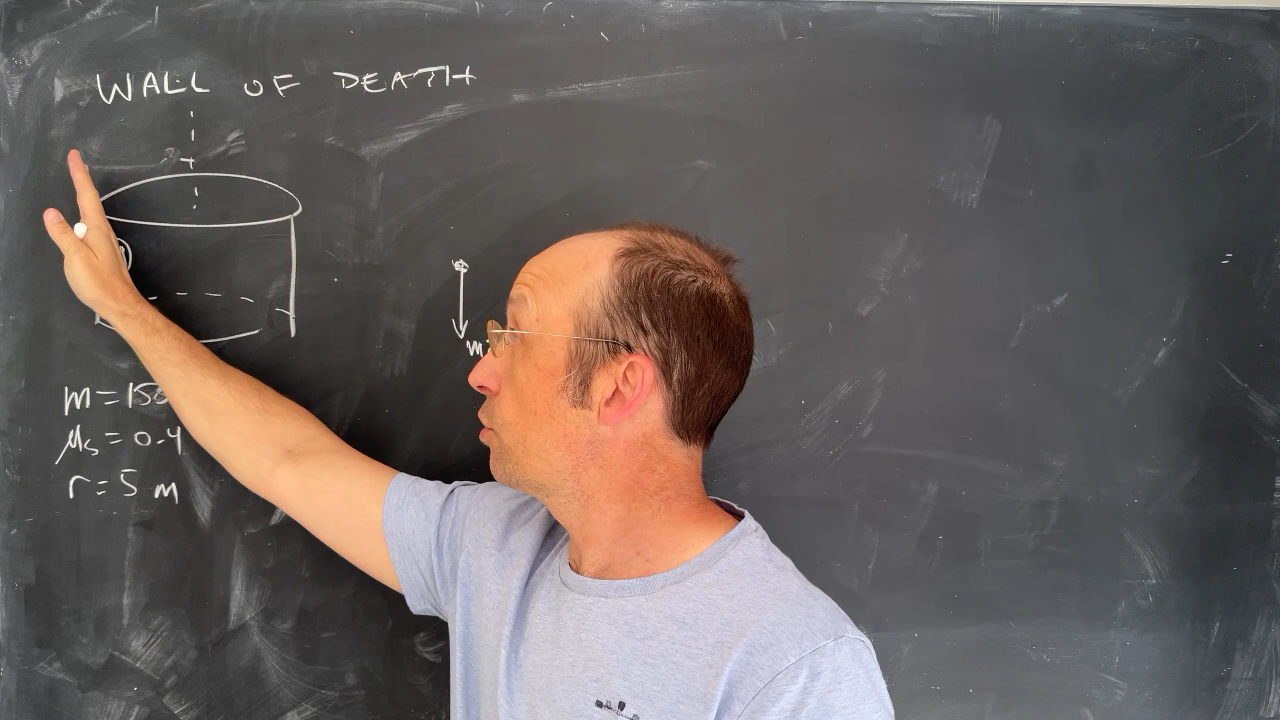 WALL OF DEATH
m
m = 150
μs = 0.4
r = 5 m